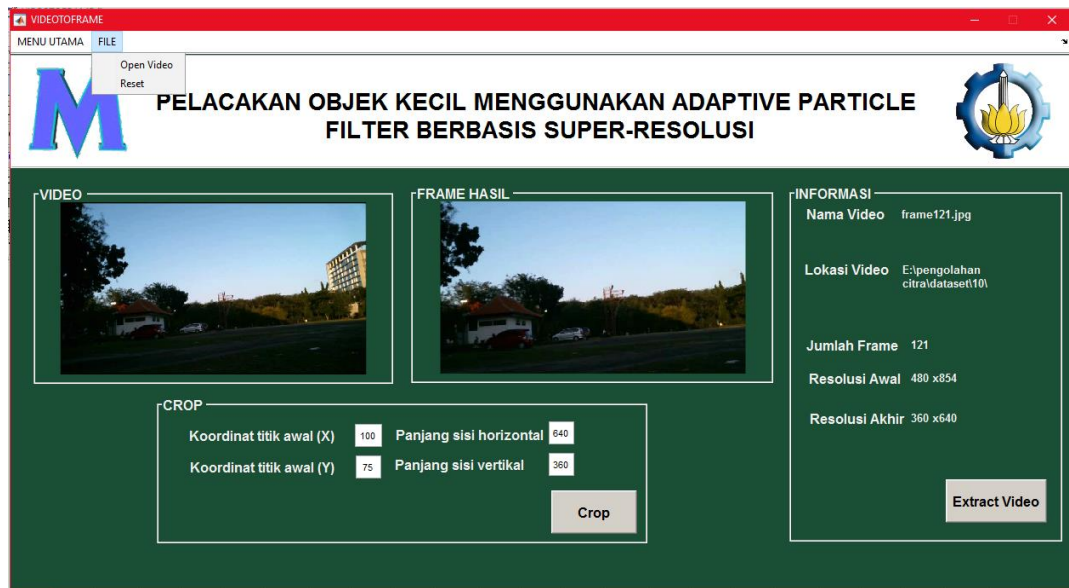 VIDEOTOFRAME
MENU UTAMA FILE
Open Video
Reset
M
PELACAKAN OBJEK KECIL MENGGUNAKAN ADAPTIVE PARTICLE
FILTER BERBASIS SUPER-RESOLUSI
VIDEO
FRAME HASIL
INFORMASI
Nama Video frame121.jpg
Lokasi Video E:\pengolahan
citra\dataset\10\
Jumlah Frame 121
Resolusi Awal 480 x854
Resolusi Akhir 360 x640
Extract Video
CROP
Koordinat titik awal (X) 100 Panjang sisi horizontal 640
Koordinat titik awal (Y) 75 Panjang sisi vertikal 360
Crop